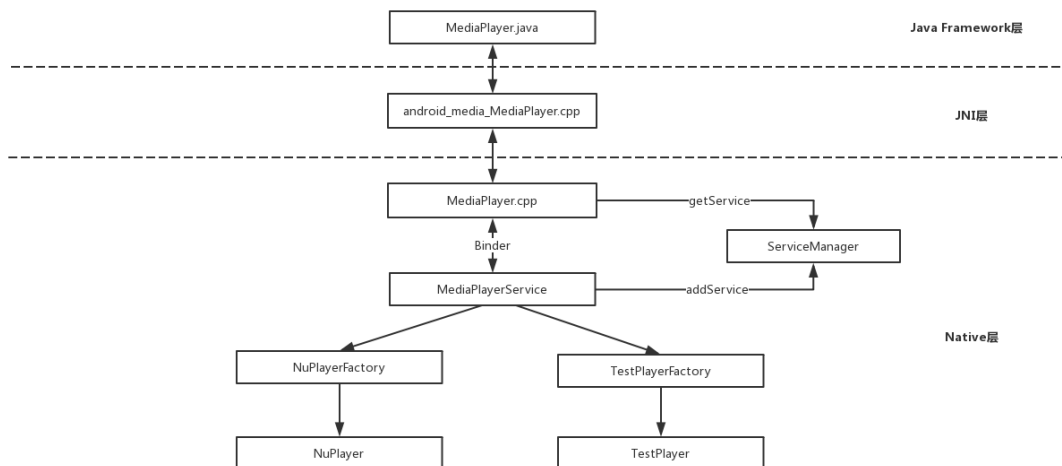 MediaPlayer.java
Java Framework层
android_media_MediaPlayer.cpp
JNI层
MediaPlayer.cpp
getService
Binder
ServiceManager
MediaPlayerService
addService
Native层
NuPlayerFactory
TestPlayerFactory
NuPlayer
TestPlayer